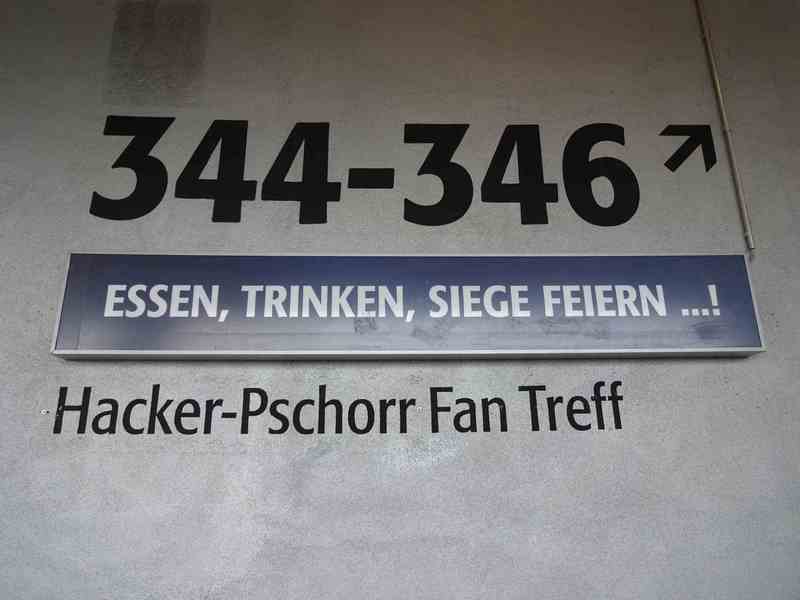 344-346 ↗
ESSEN, TRINKEN, SIEGE FEIERN ...!
Hacker-Pschorr Fan Treff